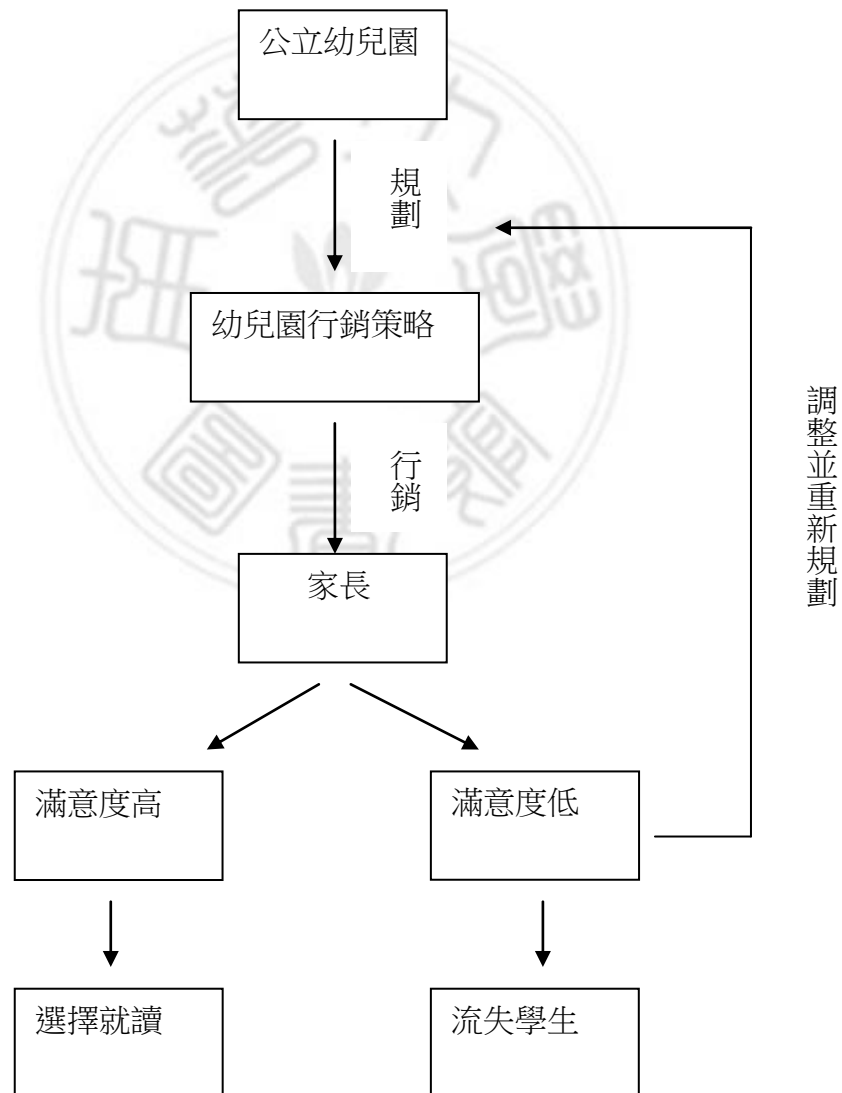 公立幼兒園
規劃
幼兒園行銷策略
行銷
調整並重新規劃
家長
滿意度高
滿意度低
選擇就讀
流失學生